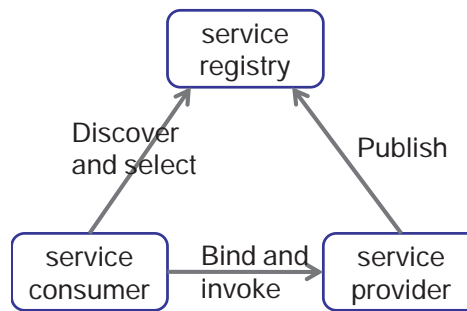 service
registry
Discover
and select
Publish
service
consumer
Bind and
invoke
service
provider